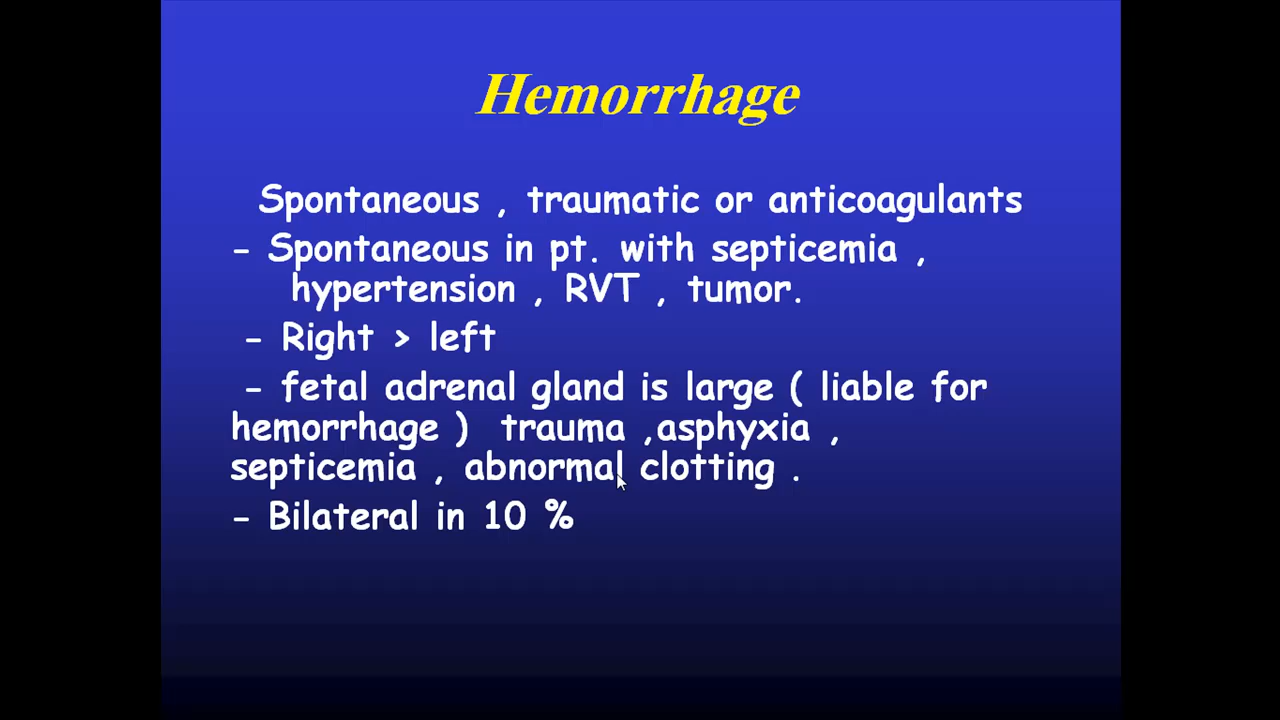 Hemorrhage
Spontaneous , traumatic or anticoagulants
- Spontaneous in pt. with septicemia ,
hypertension , RVT , tumor.
- Right > left
- fetal adrenal gland is large ( liable for
hemorrhage ) trauma ,asphyxia ,
septicemia , abnormal clotting .
- Bilateral in 10 %